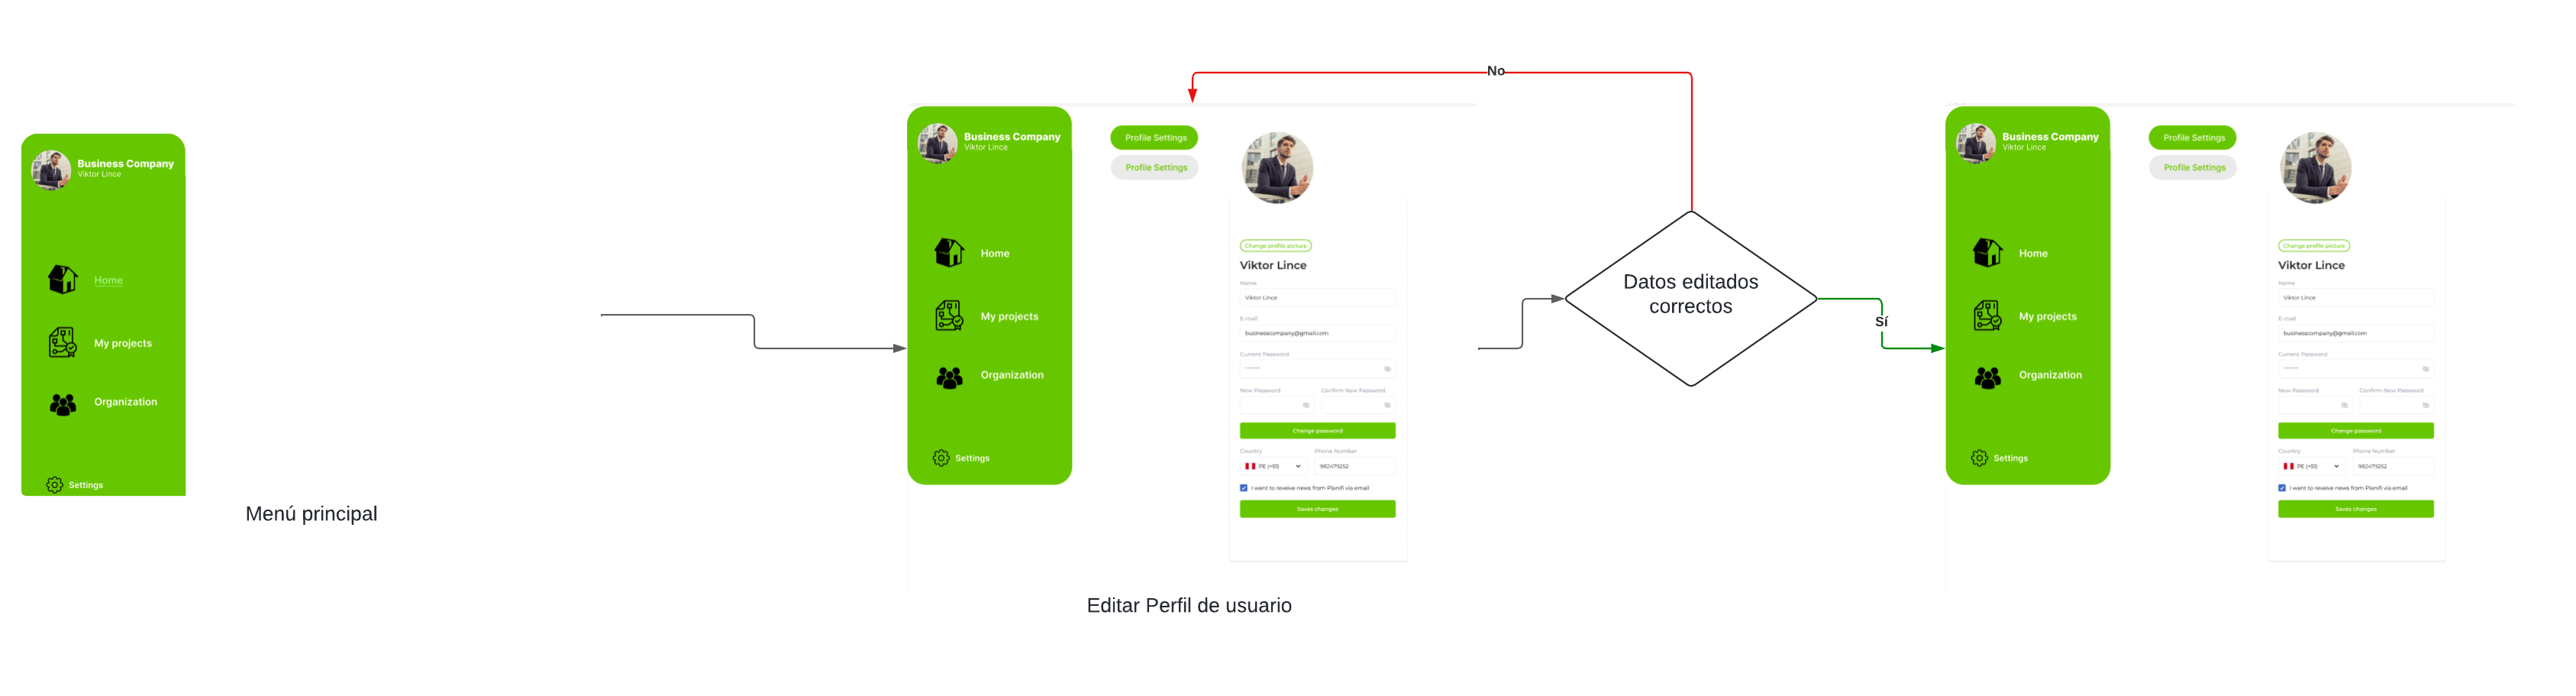 Business Company
Viktor Lince
Home
My projects
Organization
Settings
Menú principal
Business Company
Viktor Lince
Home
My projects
Organization
Settings
Profile Settings
Profile Settings
Change profile picture
Viktor Lince
Name
Viktor Lince
E-mail
businesscompany@gmail.com
Current Password
New Password
Confirm New Password
Change password
Country
Phone Number
PE (+51)
982479252
I want to reveive news from Planifi via email
Saves changes
Editar Perfil de usuario
No
Datos editados
correctos
Sí
Business Company
Viktor Lince
Home
My projects
Organization
Settings
Profile Settings
Profile Settings
Change profile picture
Viktor Lince
Name
Viktor Lince
E-mail
businesscompany@gmail.com
Current Password
New Password
Confirm New Password
Change password
Country
Phone Number
PE (+51)
982479252
I want to reveive news from Planifi via email
Saves changes